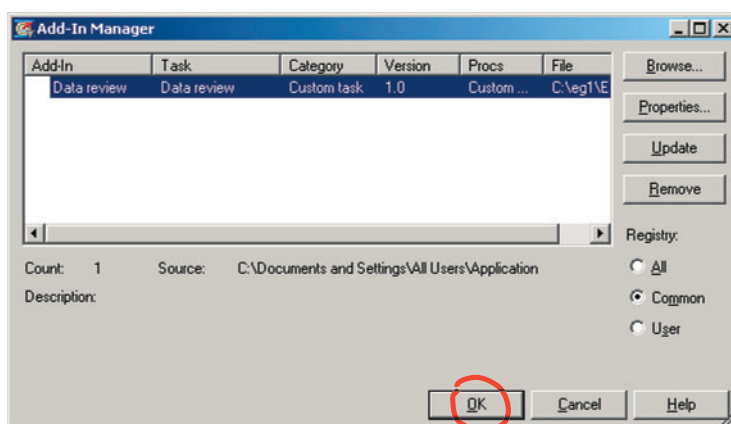 Add-In Manager
Add-In Task Category Version Procs File
Data review Data review Custom task 1.0 Custom ... C:\eg1\E
Browse...
Properties...
Update
Remove
Registry:
All
Common
User
Count: 1 Source: C:\Documents and Settings\All Users\Application
Description:
OK Cancel Help